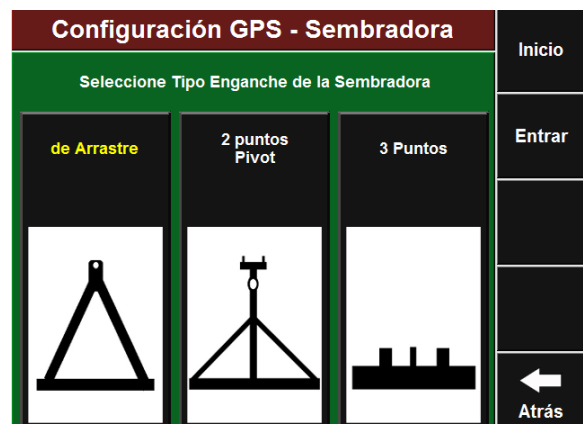 Configuración GPS - Sembradora
Seleccione Tipo Enganche de la Sembradora
de Arrastre
2 puntos
Pivot
3 Puntos
Inicio
Entrar
Atrás